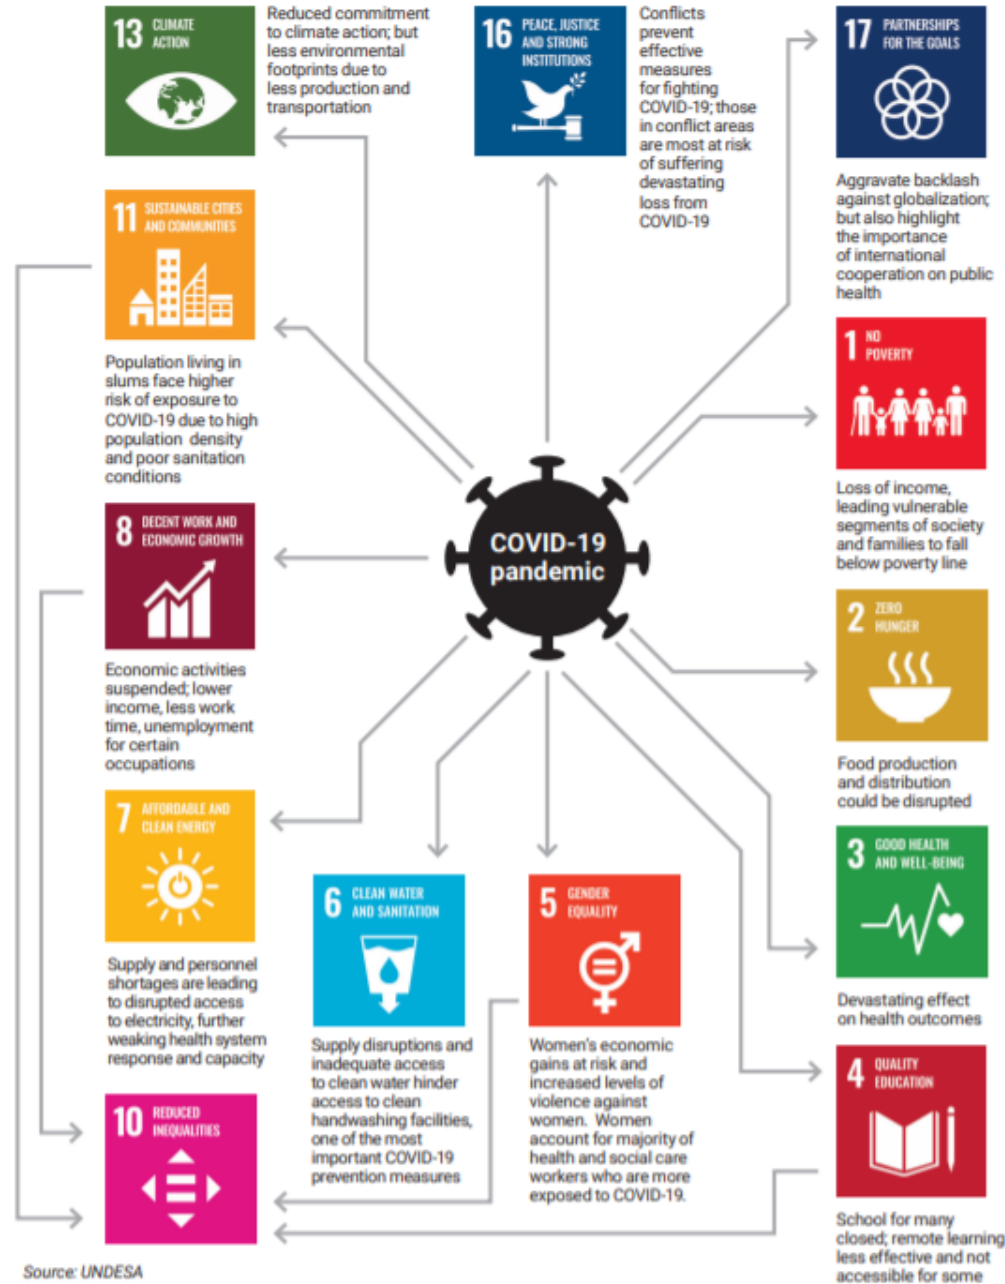 13 CLIMATE
ACTION
Reduced commitment
to climate action; but
less environmental
footprints due to
less production and
transportation
16 PEACE, JUSTICE
AND STRONG
INSTITUTIONS
Conflicts
prevent
effective
measures
for fighting
COVID-19; those
in conflict areas
are most at risk
of suffering
devastating
loss from
COVID-19
17 PARTNERSHIPS
FOR THE GOALS
Aggravate backlash
against globalization;
but also highlight
the importance
of international
cooperation on public
health
11 SUSTAINABLE CITIES
AND COMMUNITIES
Population living in
slums face higher
risk of exposure to
COVID-19 due to high
population density
and poor sanitation
conditions
1 NO
POVERTY
Loss of income,
leading vulnerable
segments of society
and families to fall
below poverty line
COVID-19
pandemic
8 DECENT WORK AND
ECONOMIC GROWTH
Economic activities
suspended; lower
income, less work
time, unemployment
for certain
occupations
2 ZERO
HUNGER
Food production
and distribution
could be disrupted
7 AFFORDABLE AND
CLEAN ENERGY
Supply and personnel
shortages are leading
to disrupted access
to electricity, further
weaking health system
response and capacity
6 CLEAN WATER
AND SANITATION
Supply disruptions and
inadequate access
to clean water hinder
access to clean
handwashing facilities,
one of the most
important COVID-19
prevention measures
5 GENDER
EQUALITY
Women's economic
gains at risk and
increased levels of
violence against
women. Women
account for majority of
health and social care
workers who are more
exposed to COVID-19.
3 GOOD HEALTH
AND WELL-BEING
Devastating effect
on health outcomes
4 QUALITY
EDUCATION
School for many
closed; remote learning
less effective and not
accessible for some
10 REDUCED
INEQUALITIES
Source: UNDESA